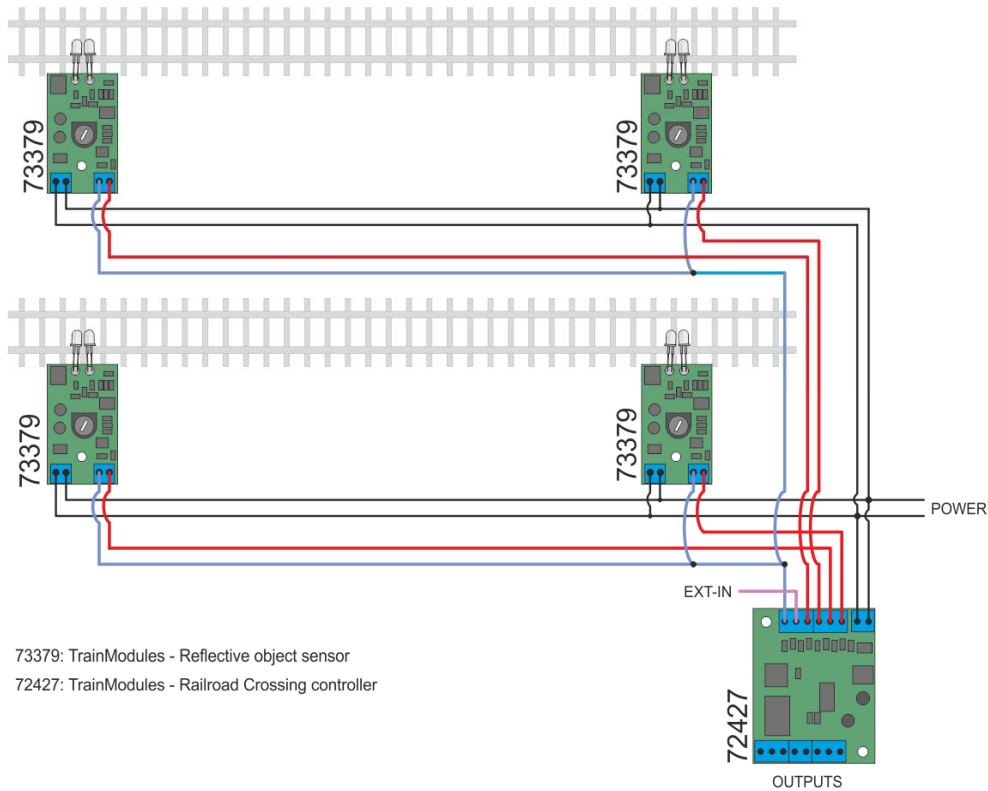 73379
73379
73379
73379
POWER
EXT-IN
73379: TrainModules - Reflective object sensor
72427: TrainModules - Railroad Crossing controller
72427
OUTPUTS